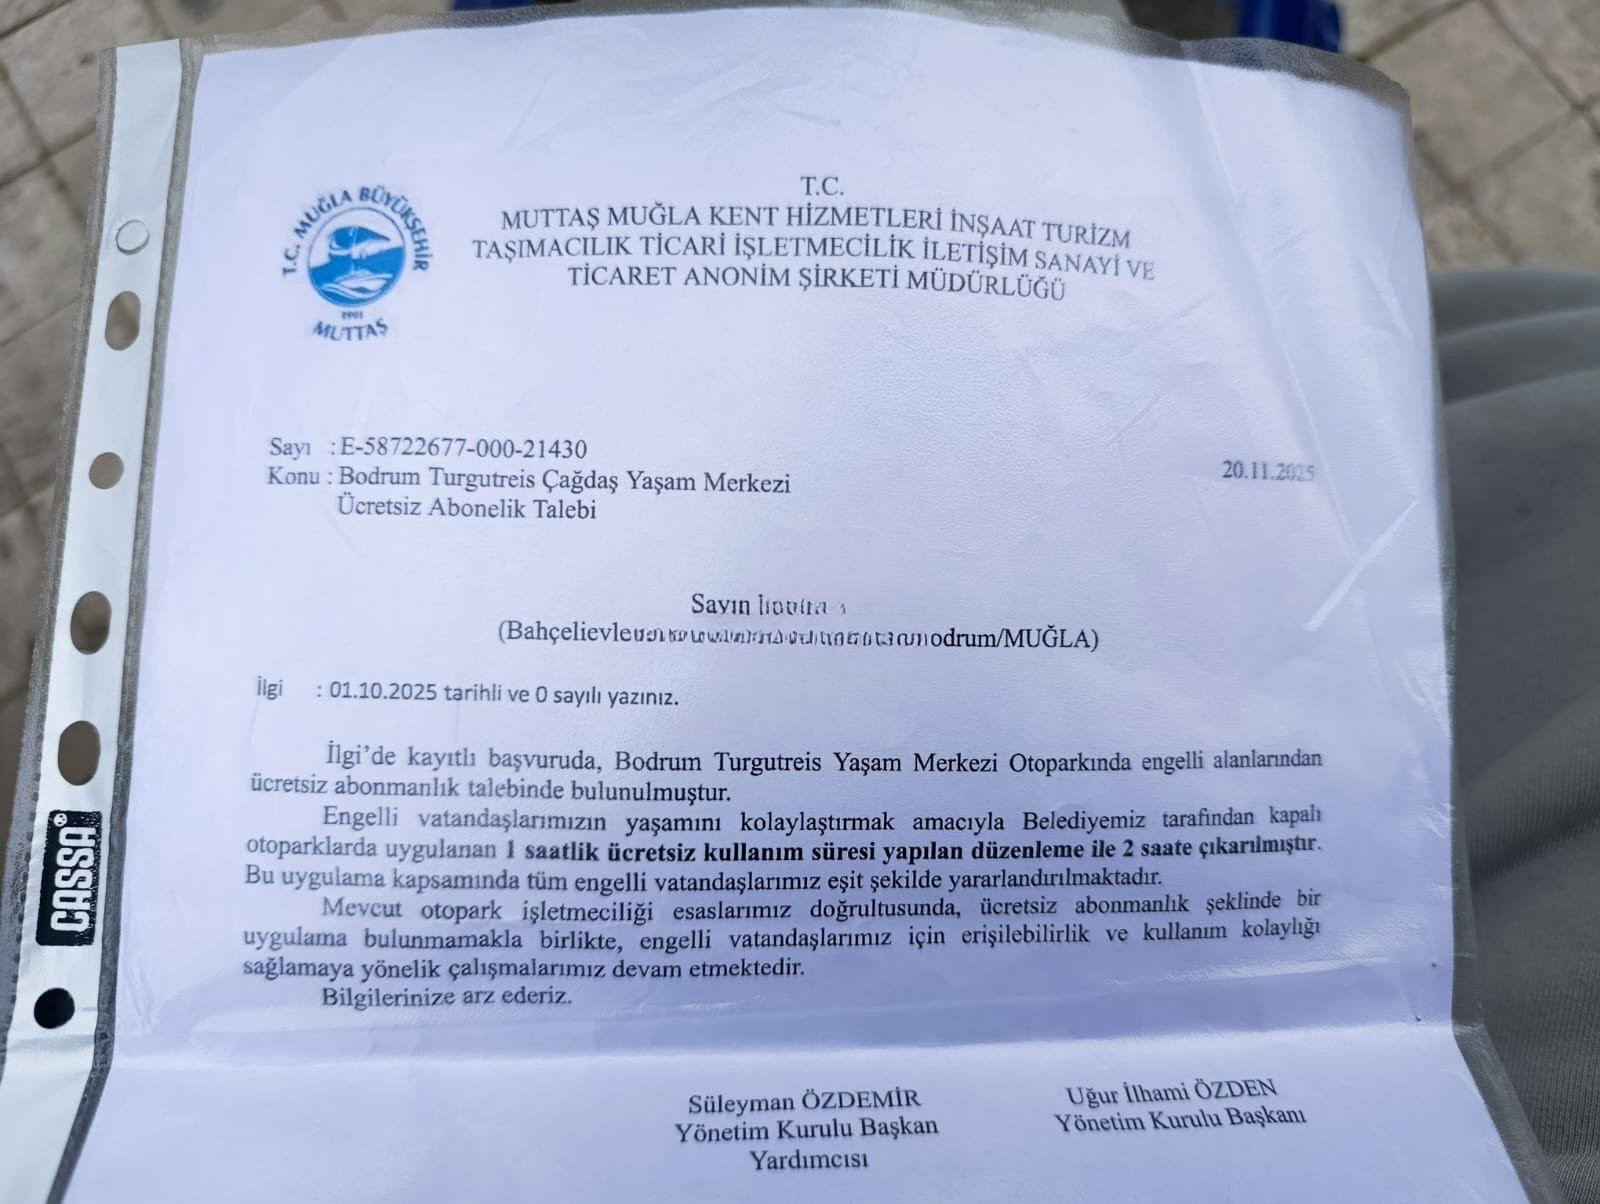 T.C.
MUTTAŞ MUĞLA KENT HİZMETLERİ İNŞAAT TURİZM
TAŞIMACILIK TİCARİ İŞLETMECİLİK İLETİŞİM SANAYİ VE
TİCARET ANONİM ŞİRKETİ MÜDÜRLÜĞÜ
T.C. MUĞLA BÜYÜKŞEHİR
MUTTAŞ
Sayı : E-58722677-000-21430
20.11.2025
Konu : Bodrum Turgutreis Çağdaş Yaşam Merkezi
Ücretsiz Abonelik Talebi
Sayın
(Bahçelievle odrum/MUĞLA)
İlgi : 01.10.2025 tarihli ve 0 sayılı yazınız.
İlgi’de kayıtlı başvuruda, Bodrum Turgutreis Yaşam Merkezi Otoparkında engelli alanlarından
ücretsiz abonmanlık talebinde bulunulmuştur.
Engelli vatandaşlarımızın yaşamını kolaylaştırmak amacıyla Belediyemiz tarafından kapalı
otoparklarda uygulanan 1 saatlik ücretsiz kullanım süresi yapılan düzenleme ile 2 saate çıkarılmıştır.
Bu uygulama kapsamında tüm engelli vatandaşlarımız eşit şekilde yararlandırılmaktadır.
Mevcut otopark işletmeciliği esaslarımız doğrultusunda, ücretsiz abonmanlık şeklinde bir
uygulama bulunmamakla birlikte, engelli vatandaşlarımız için erişilebilirlik ve kullanım kolaylığı
sağlamaya yönelik çalışmalarımız devam etmektedir.
Bilgilerinize arz ederiz.
Süleyman ÖZDEMİR
Yönetim Kurulu Başkan
Yardımcısı
Uğur İlhami ÖZDEN
Yönetim Kurulu Başkanı
CASSA